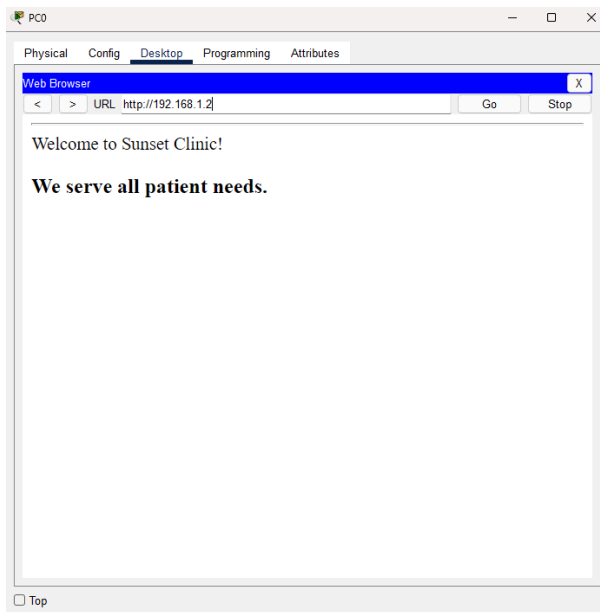 PC0
Physical Config Desktop Programming Attributes
Web Browser X
< > URL http://192.168.1.2 Go Stop
Welcome to Sunset Clinic!
We serve all patient needs.
Top